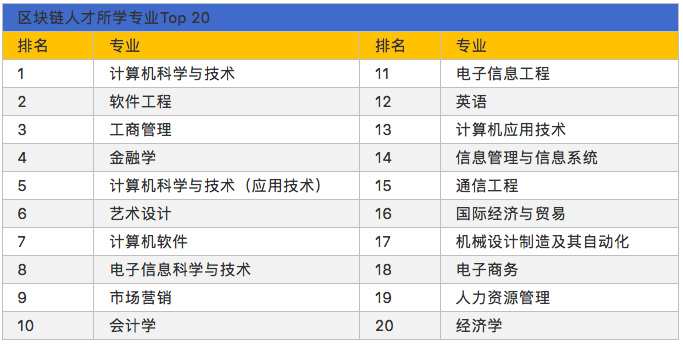 区块链人才所学专业Top 20
排名 专业 排名 专业
1 计算机科学与技术 11 电子信息工程
2 软件工程 12 英语
3 工商管理 13 计算机应用技术
4 金融学 14 信息管理与信息系统
5 计算机科学与技术（应用技术） 15 通信工程
6 艺术设计 16 国际经济与贸易
7 计算机软件 17 机械设计制造及其自动化
8 电子信息科学与技术 18 电子商务
9 市场营销 19 人力资源管理
10 会计学 20 经济学